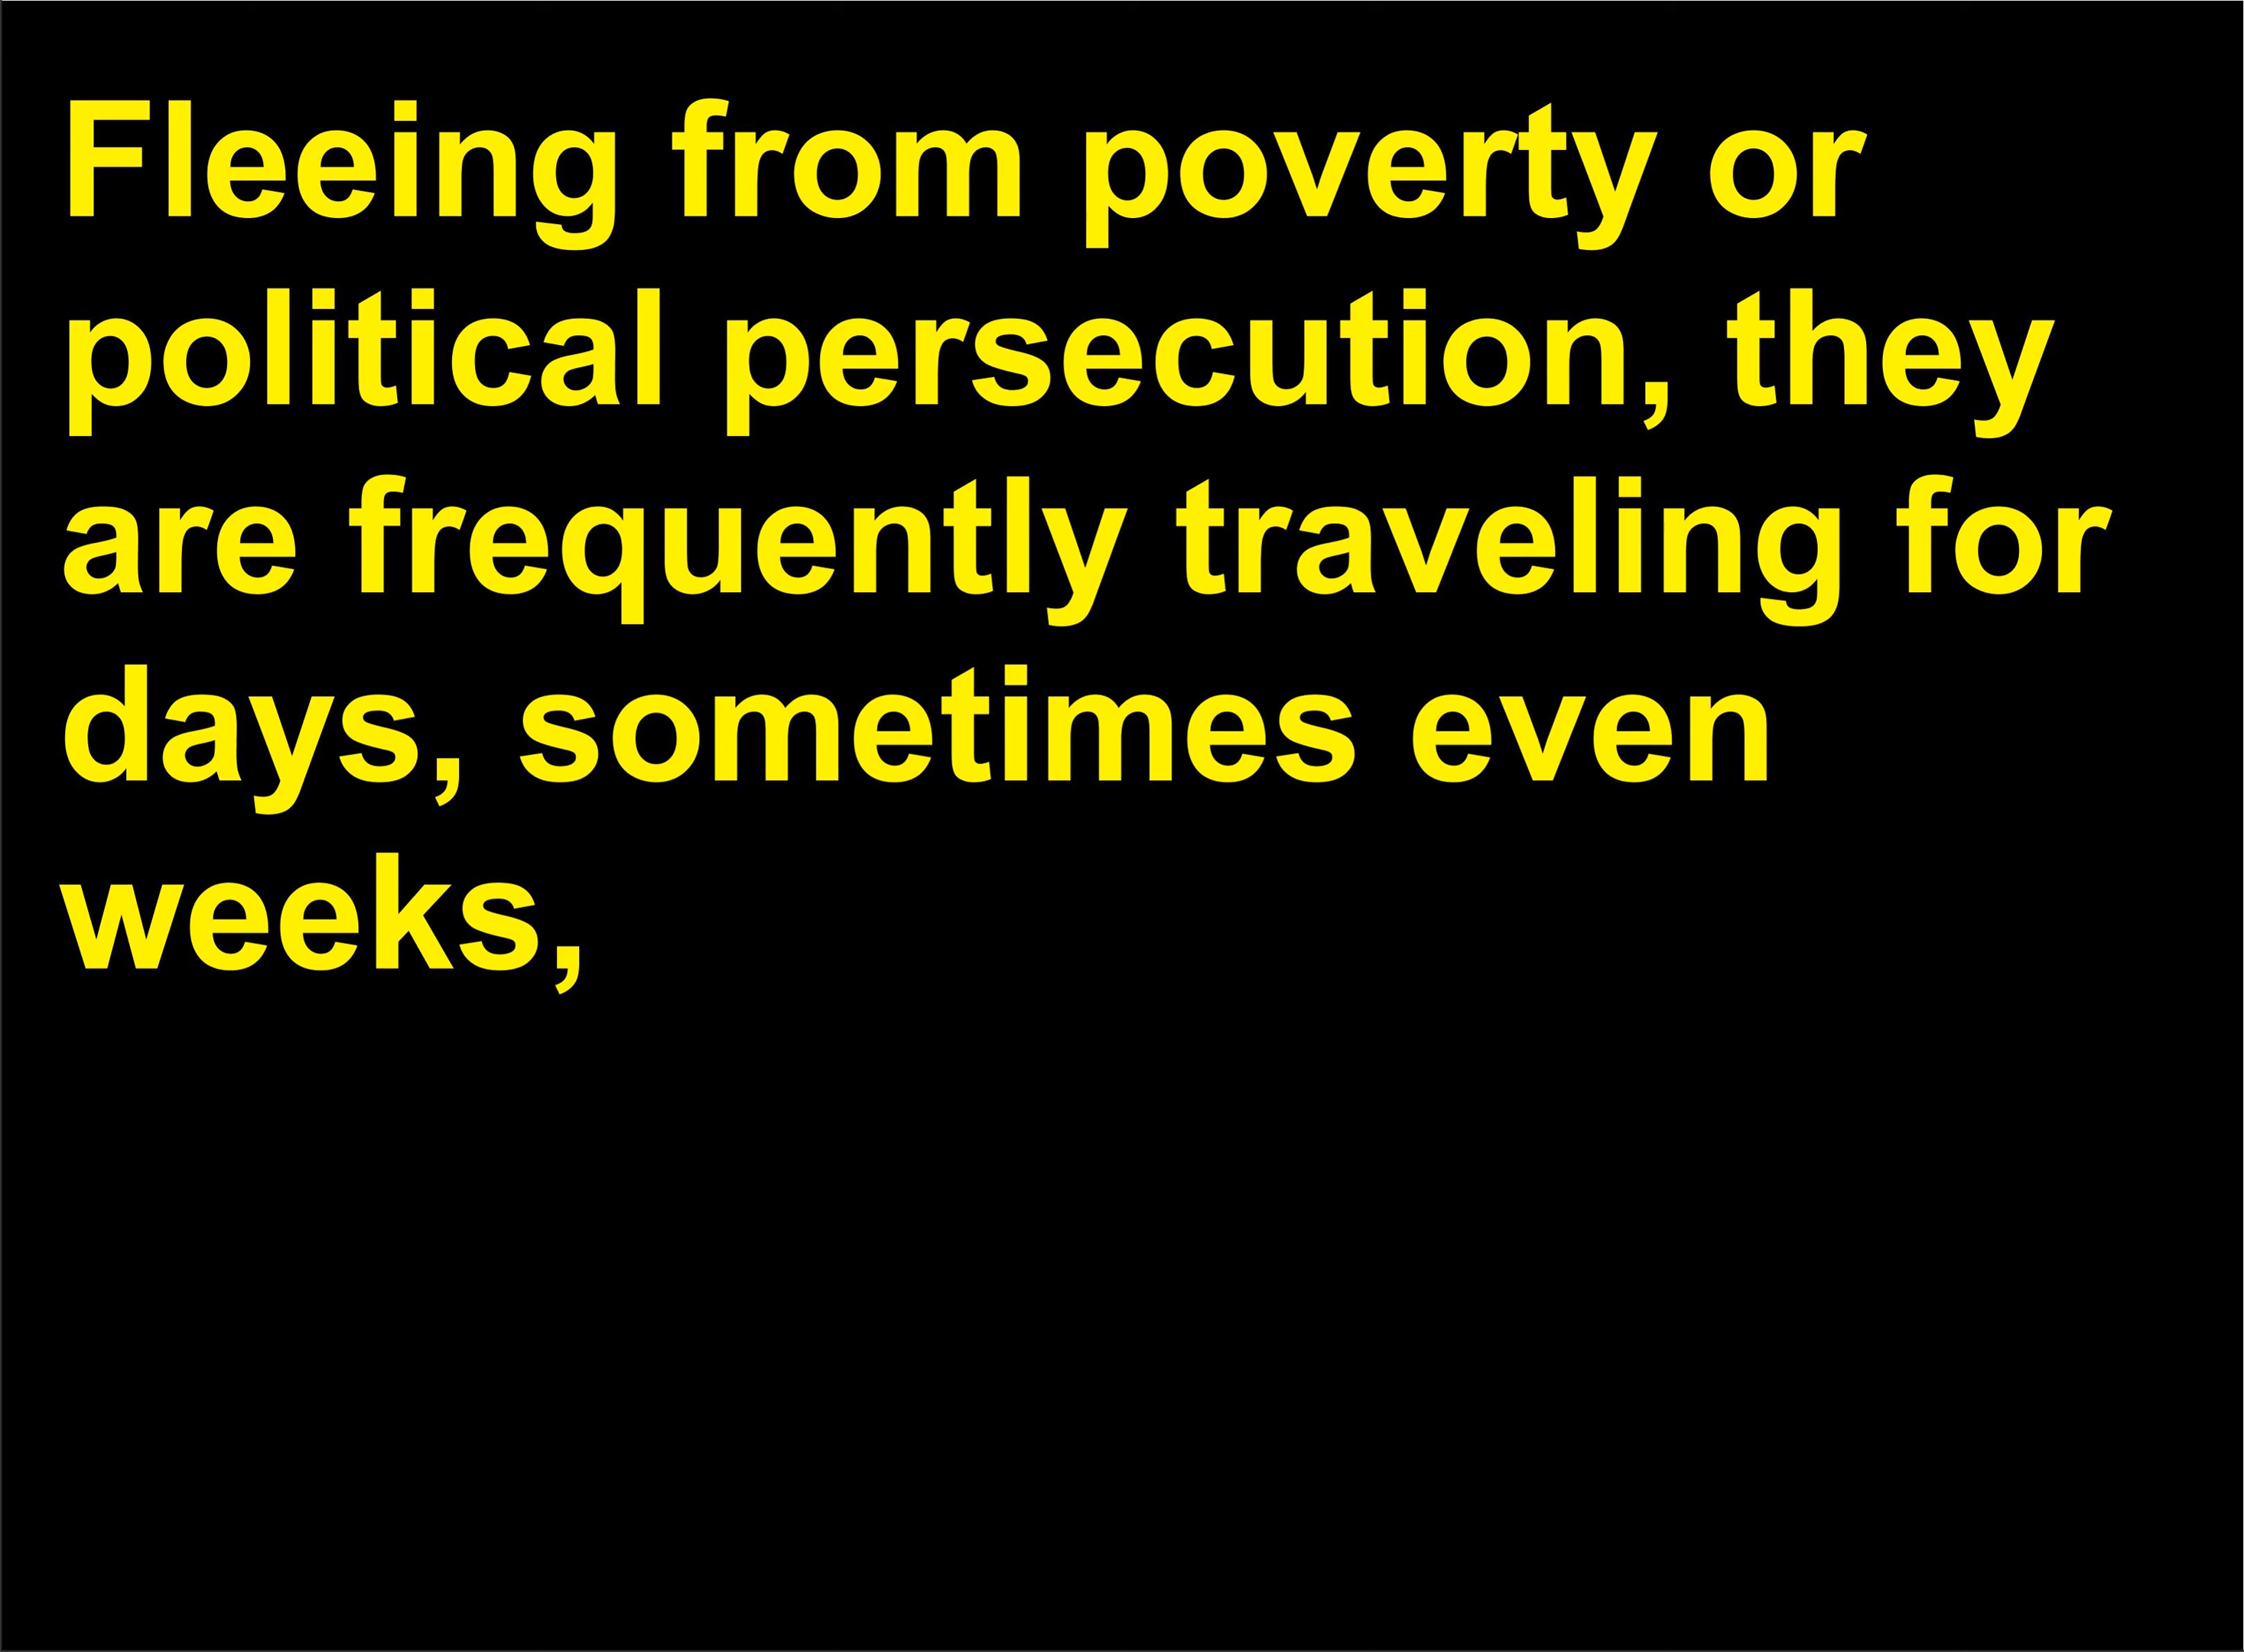 Fleeing from poverty or
political persecution, they
are frequently traveling for
days, sometimes even
weeks,